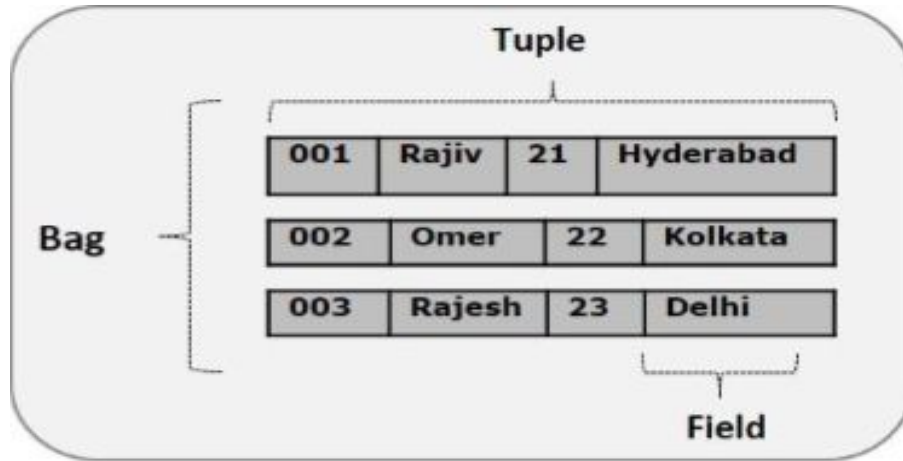 Tuple
001 Rajiv 21 Hyderabad
Bag
002 Omer 22 Kolkata
003 Rajesh 23 Delhi
Field